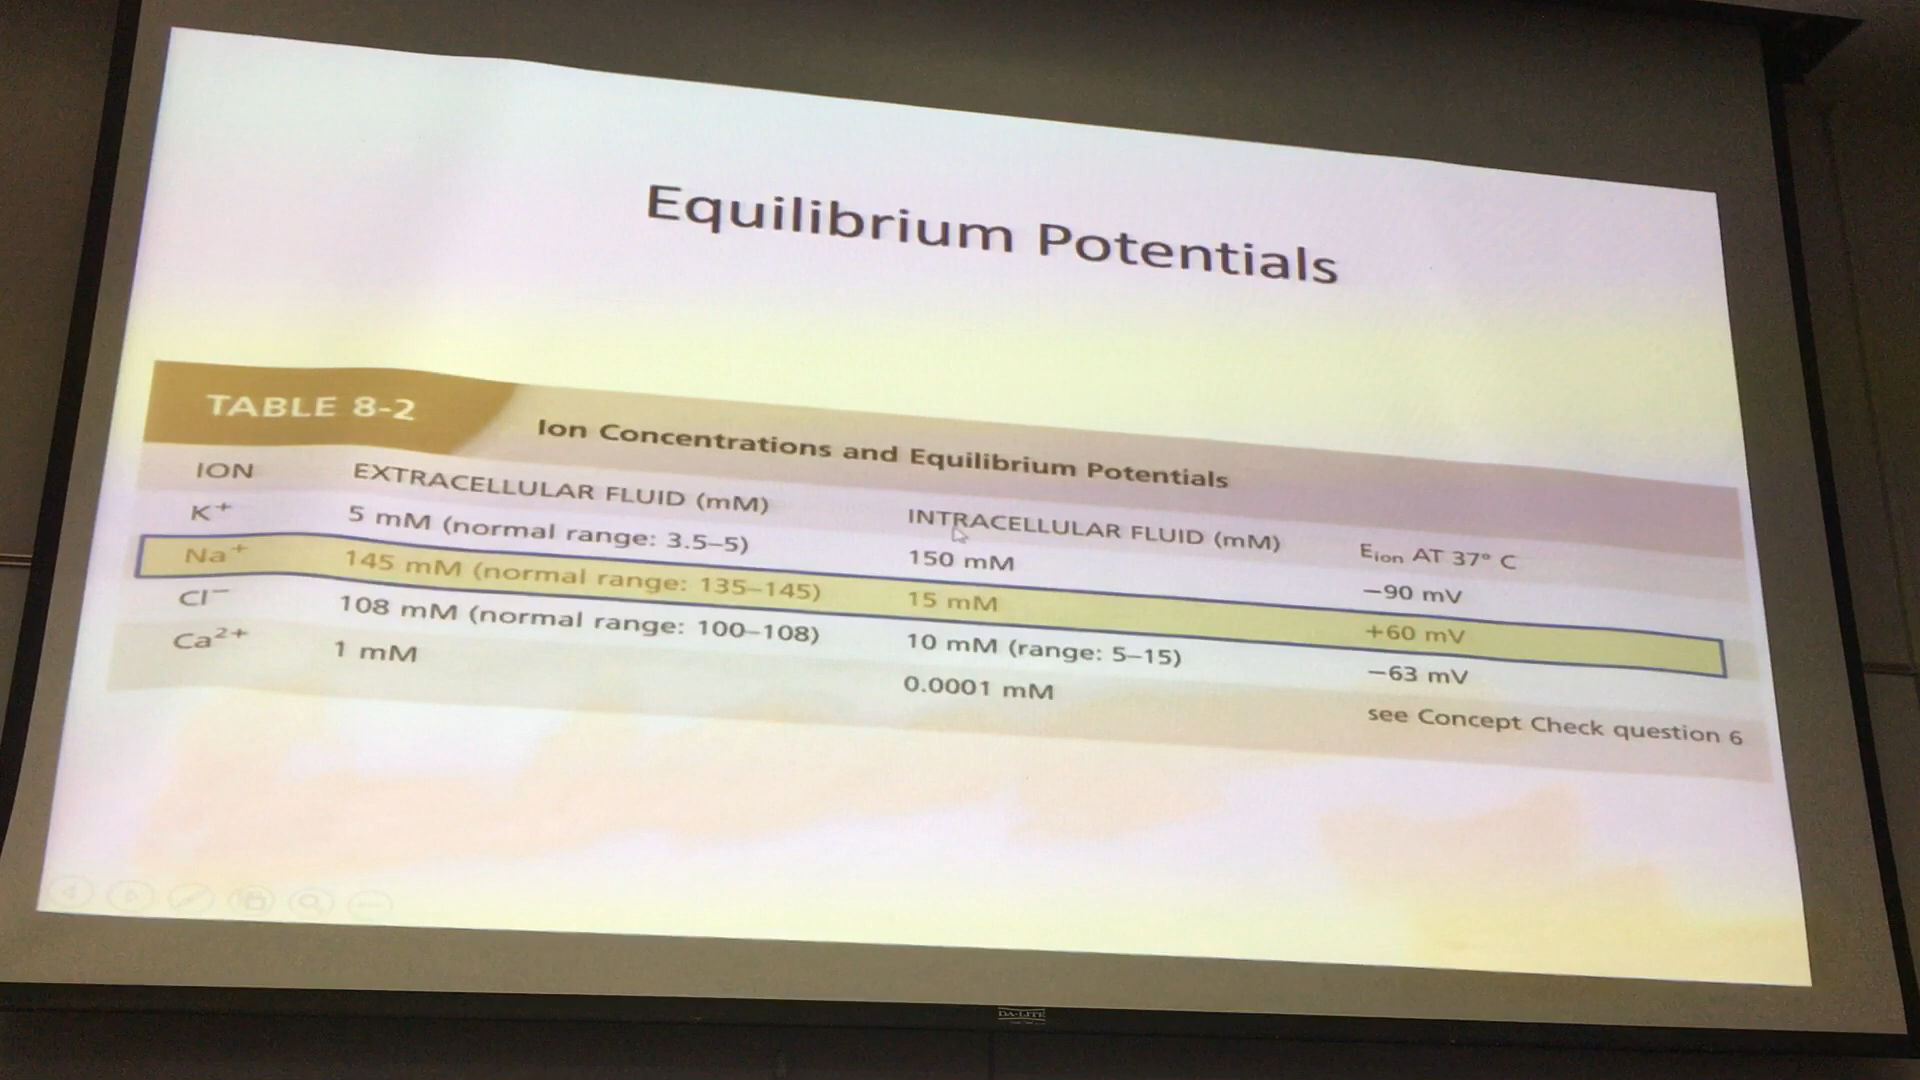 Equilibrium Potentials
TABLE 8-2 Ion Concentrations and Equilibrium Potentials
ION EXTRACELLULAR FLUID (mM) INTRACELLULAR FLUID (mM) Eion AT 37° C
K+ 5 mM (normal range: 3.5–5) 150 mM −90 mV
Na+ 145 mM (normal range: 135–145) 15 mM +60 mV
Cl− 108 mM (normal range: 100–108) 10 mM (range: 5–15) −63 mV
Ca2+ 1 mM 0.0001 mM see Concept Check question 6
DA-LITE